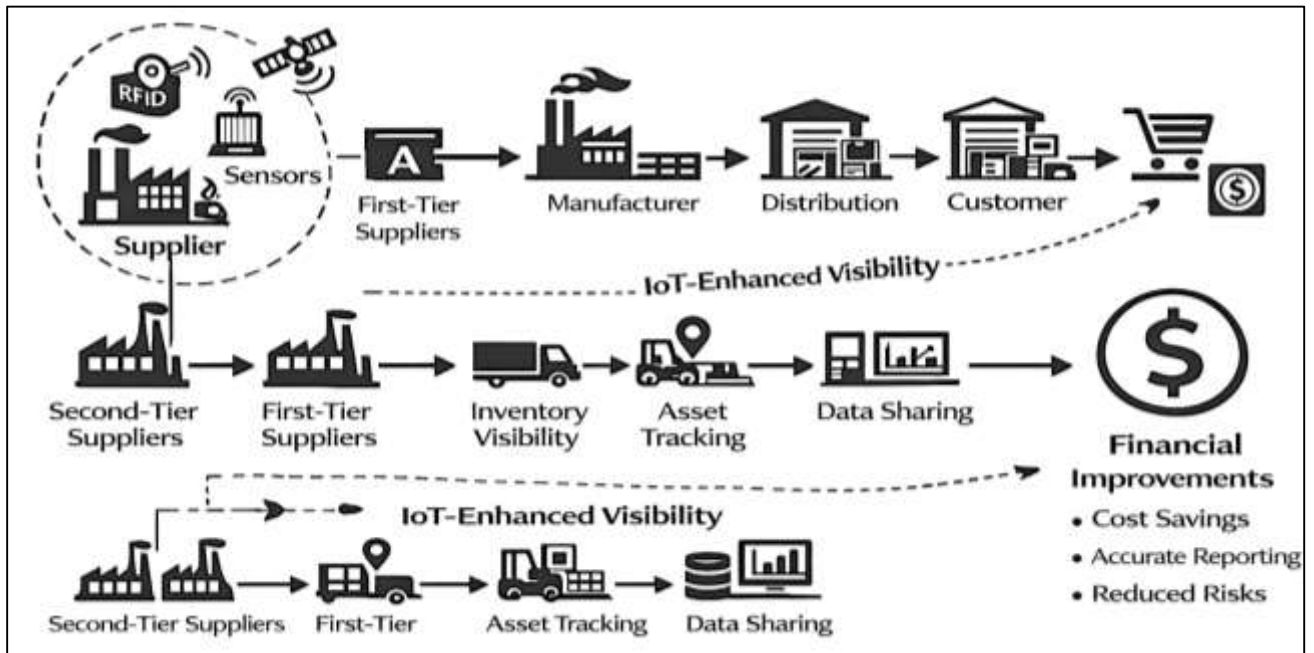 RFID
Sensors
Supplier
A
First-Tier
Suppliers
Manufacturer
Distribution
Customer
$
IoT-Enhanced Visibility
Second-Tier
Suppliers
First-Tier
Suppliers
Inventory
Visibility
Asset
Tracking
Data Sharing
$
Financial
Improvements
• Cost Savings
• Accurate Reporting
• Reduced Risks
IoT-Enhanced Visibility
Second-Tier Suppliers
First-Tier
Asset Tracking
Data Sharing